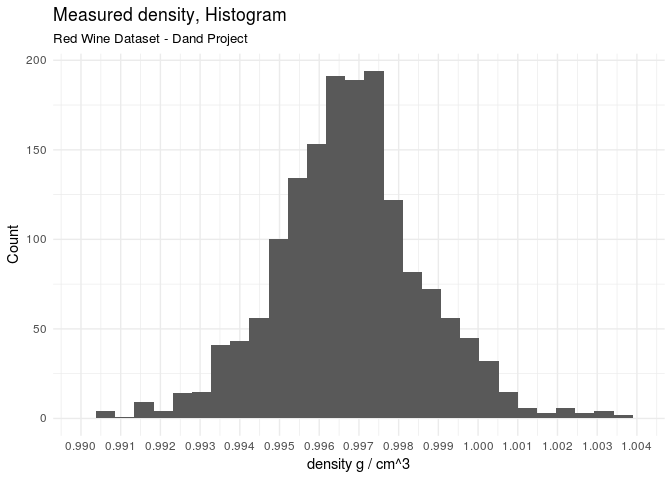 Measured density, Histogram
Red Wine Dataset - Dand Project
200
150
100
50
0
Count
0.990 0.991 0.992 0.993 0.994 0.995 0.996 0.997 0.998 0.999 1.000 1.001 1.002 1.003 1.004
density g / cm^3